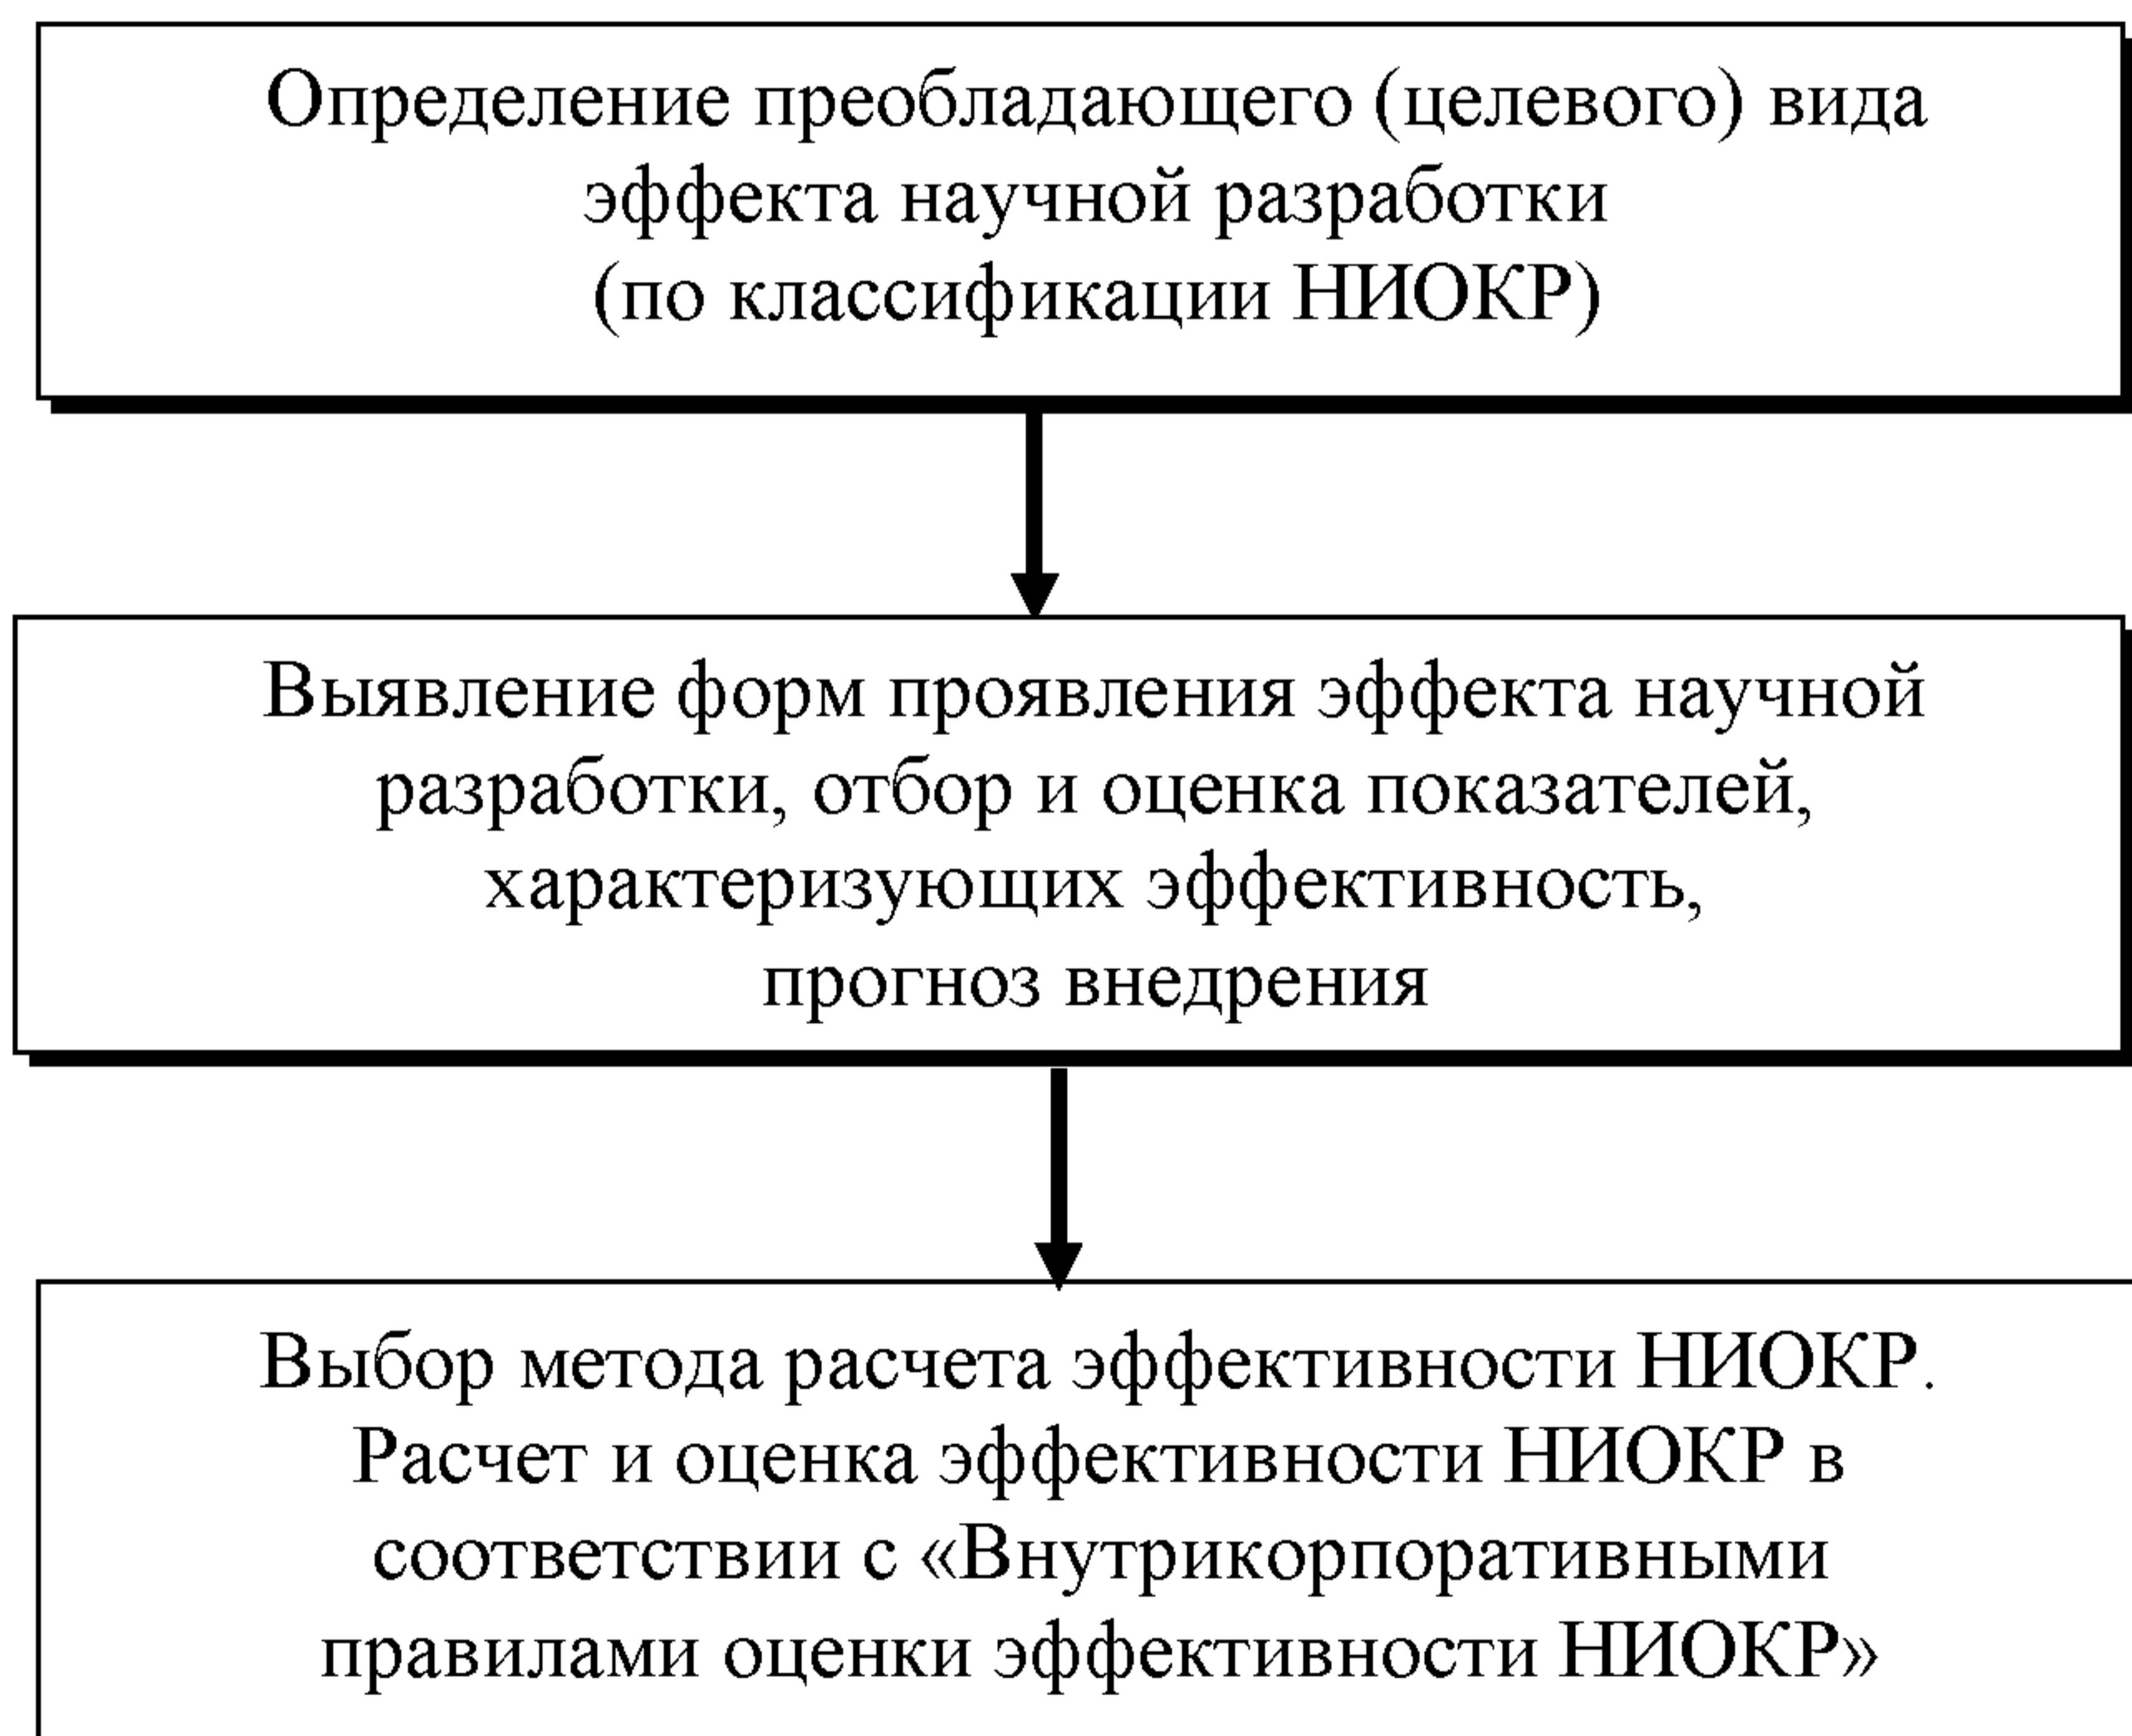 Определение преобладающего (целевого) вида
эффекта научной разработки
(по классификации НИОКР)
Выявление форм проявления эффекта научной
разработки, отбор и оценка показателей,
характеризующих эффективность,
прогноз внедрения
Выбор метода расчета эффективности НИОКР.
Расчет и оценка эффективности НИОКР в
соответствии с «Внутрикорпоративными
правилами оценки эффективности НИОКР»